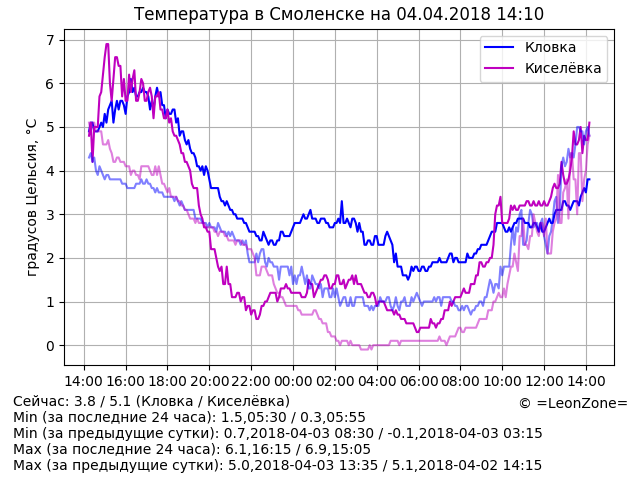 Температура в Смоленске на 04.04.2018 14:10
Кловка
Киселёвка
градусов Цельсия, °C
7
6
5
4
3
2
1
0
14:00 16:00 18:00 20:00 22:00 00:00 02:00 04:00 06:00 08:00 10:00 12:00 14:00
Сейчас: 3.8 / 5.1 (Кловка / Киселёвка)
© =LeonZone=
Min (за последние 24 часа): 1.5,05:30 / 0.3,05:55
Min (за предыдущие сутки): 0.7,2018-04-03 08:30 / -0.1,2018-04-03 03:15
Max (за последние 24 часа): 6.1,16:15 / 6.9,15:05
Max (за предыдущие сутки): 5.0,2018-04-03 13:35 / 5.1,2018-04-02 14:15